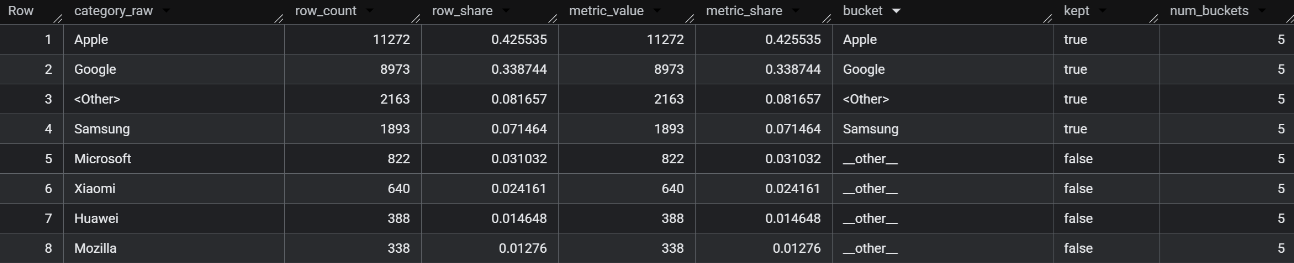 Row category_raw row_count row_share metric_value metric_share bucket kept num_buckets
1 Apple 11272 0.425535 11272 0.425535 Apple true 5
2 Google 8973 0.338744 8973 0.338744 Google true 5
3 <Other> 2163 0.081657 2163 0.081657 <Other> true 5
4 Samsung 1893 0.071464 1893 0.071464 Samsung true 5
5 Microsoft 822 0.031032 822 0.031032 __other__ false 5
6 Xiaomi 640 0.024161 640 0.024161 __other__ false 5
7 Huawei 388 0.014648 388 0.014648 __other__ false 5
8 Mozilla 338 0.01276 338 0.01276 __other__ false 5